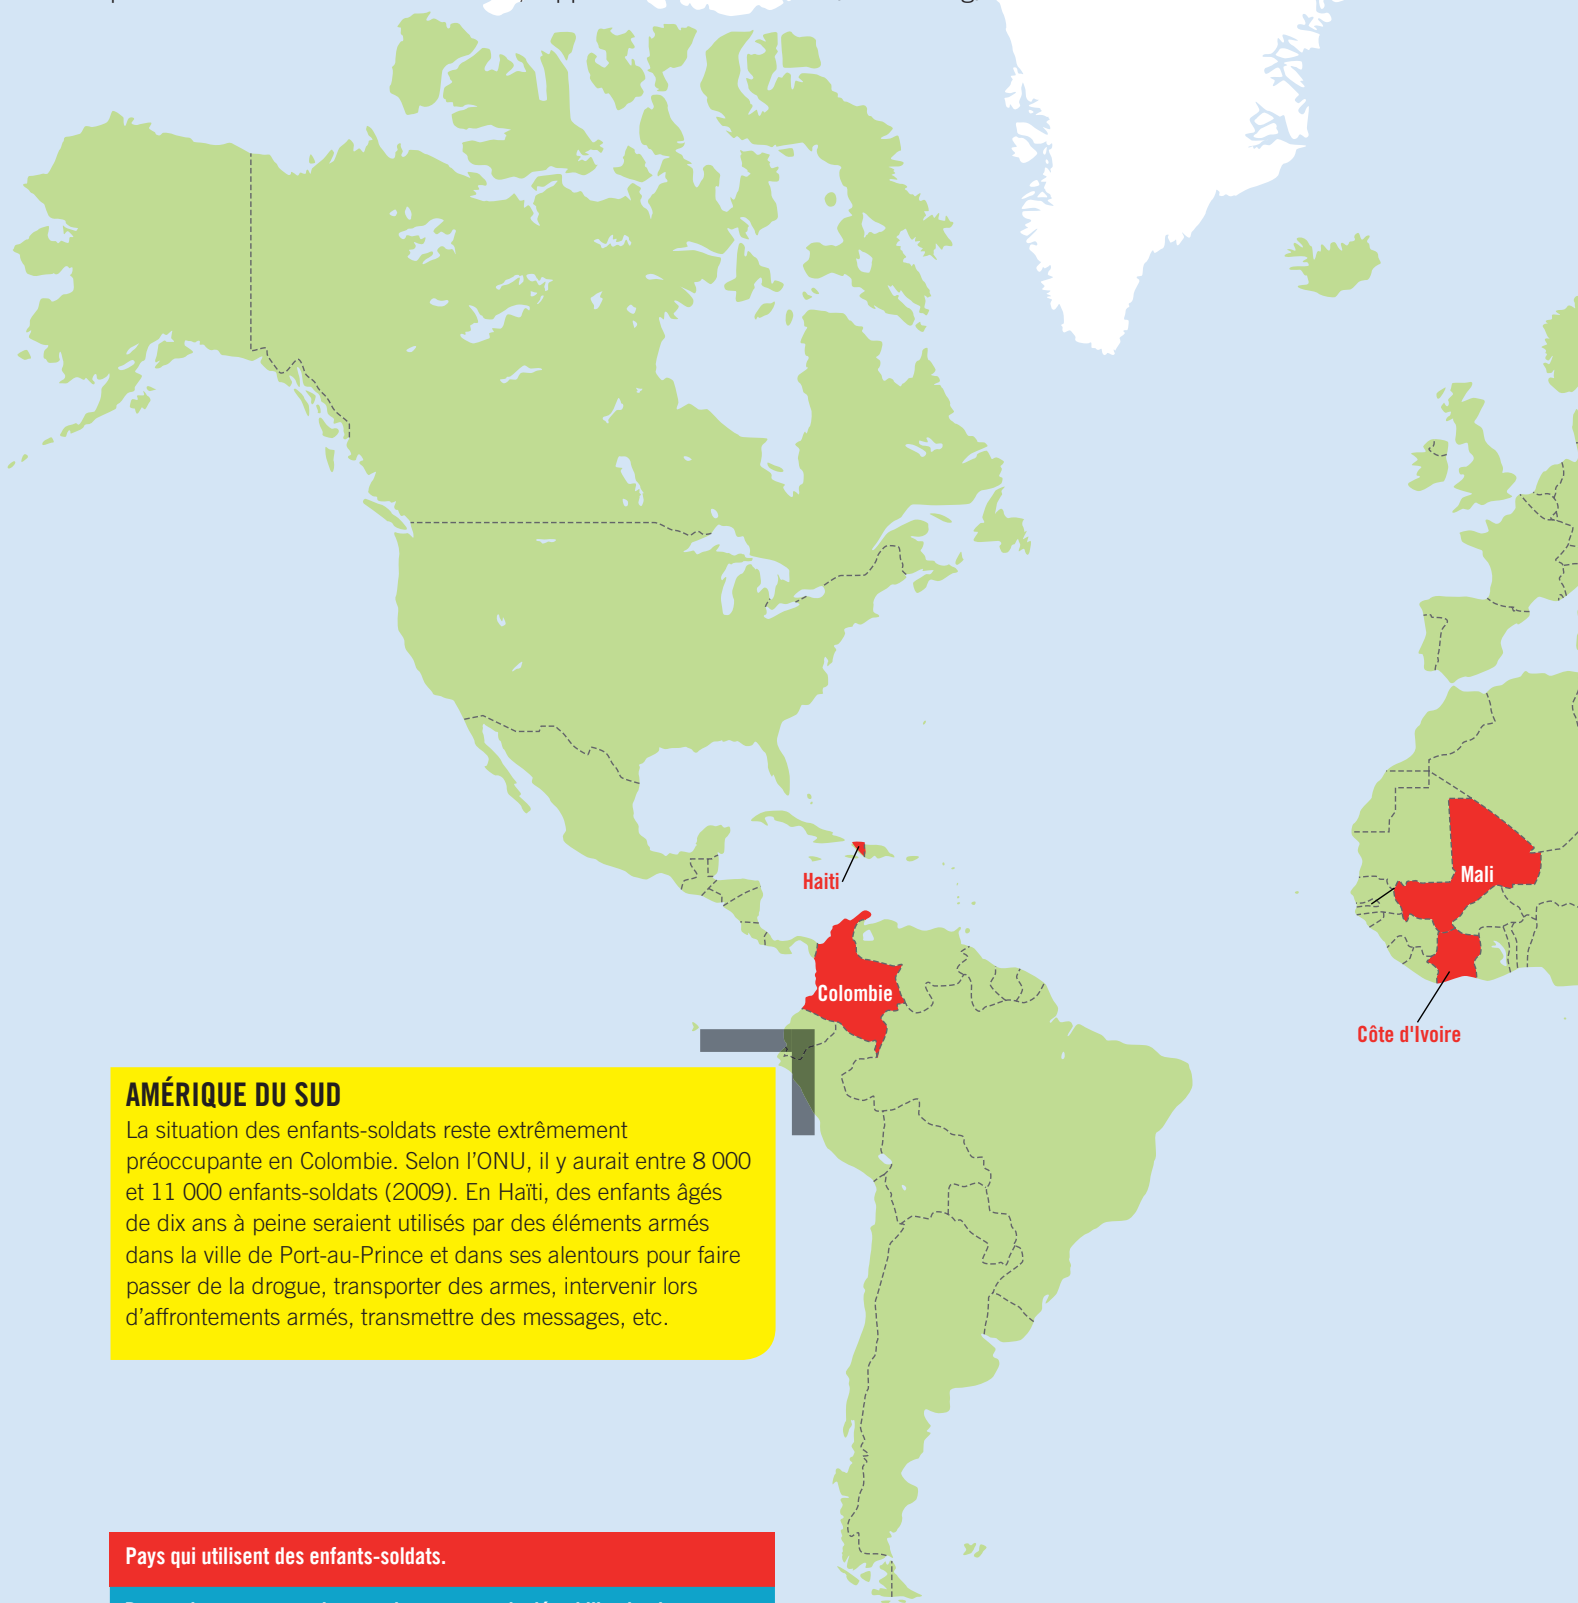 Haiti
Mali
Colombie
Côte d'Ivoire
AMÉRIQUE DU SUD
La situation des enfants-soldats reste extrêmement
préoccupante en Colombie. Selon l’ONU, il y aurait entre 8 000
et 11 000 enfants-soldats (2009). En Haïti, des enfants âgés
de dix ans à peine seraient utilisés par des éléments armés
dans la ville de Port-au-Prince et dans ses alentours pour faire
passer de la drogue, transporter des armes, intervenir lors
d’affrontements armés, transmettre des messages, etc.
Pays qui utilisent des enfants-soldats.